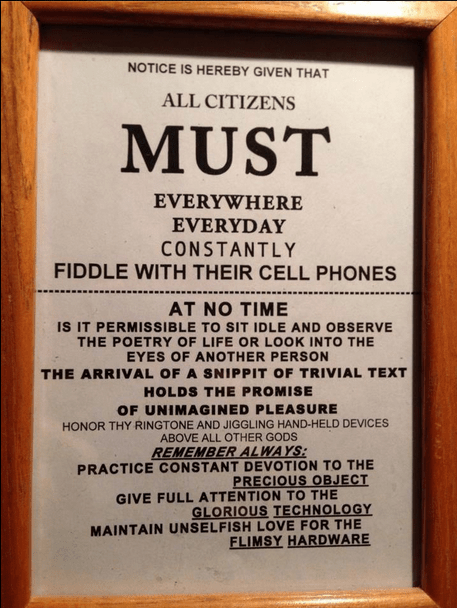 NOTICE IS HEREBY GIVEN THAT
ALL CITIZENS
MUST
EVERYWHERE
EVERYDAY
CONSTANTLY
FIDDLE WITH THEIR CELL PHONES
AT NO TIME
IS IT PERMISSIBLE TO SIT IDLE AND OBSERVE
THE POETRY OF LIFE OR LOOK INTO THE
EYES OF ANOTHER PERSON
THE ARRIVAL OF A SNIPPIT OF TRIVIAL TEXT
HOLDS THE PROMISE
OF UNIMAGINED PLEASURE
HONOR THY RINGTONE AND JIGGLING HAND-HELD DEVICES
ABOVE ALL OTHER GODS
REMEMBER ALWAYS:
PRACTICE CONSTANT DEVOTION TO THE
PRECIOUS OBJECT
GIVE FULL ATTENTION TO THE
GLORIOUS TECHNOLOGY
MAINTAIN UNSELFISH LOVE FOR THE
FLIMSY HARDWARE